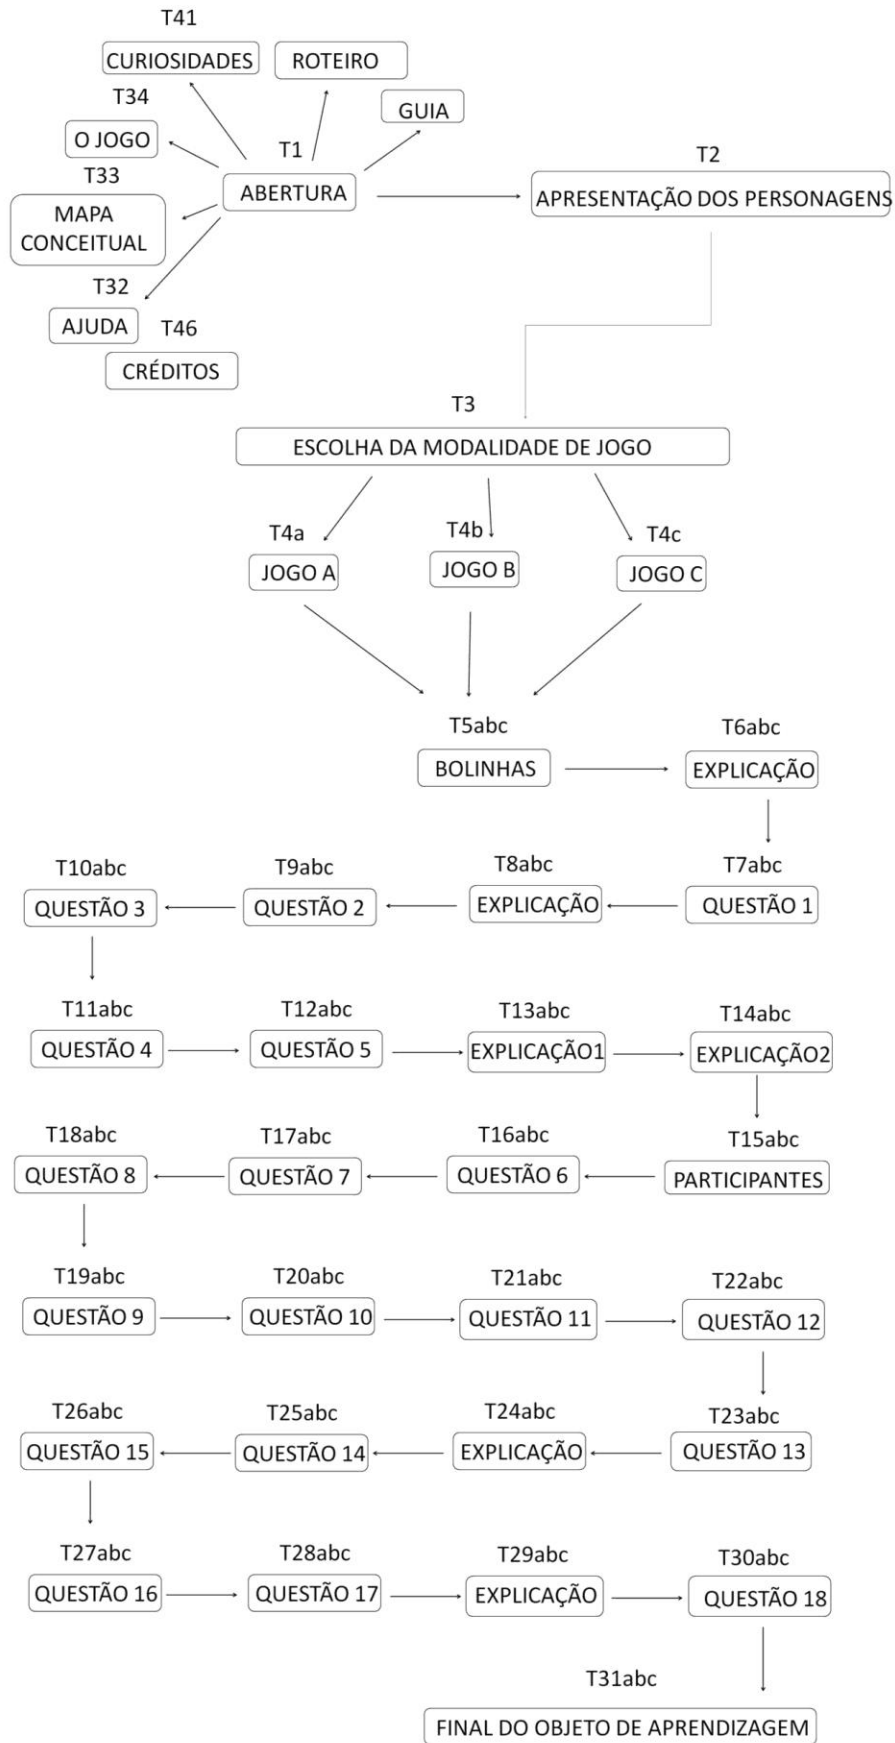 T41
CURIOSIDADES
ROTEIRO
T34
GUIA
O JOGO
T1
T33
ABERTURA
T2
APRESENTAÇÃO DOS PERSONAGENS
MAPA
CONCEITUAL
T32
AJUDA
T46
CRÉDITOS
T3
ESCOLHA DA MODALIDADE DE JOGO
T4a
T4b
T4c
JOGO A
JOGO B
JOGO C
T5abc
T6abc
BOLINHAS
EXPLICAÇÃO
T10abc
T9abc
T8abc
T7abc
QUESTÃO 3
QUESTÃO 2
EXPLICAÇÃO
QUESTÃO 1
T11abc
T12abc
T13abc
T14abc
QUESTÃO 4
QUESTÃO 5
EXPLICAÇÃO1
EXPLICAÇÃO2
T18abc
T17abc
T16abc
T15abc
QUESTÃO 8
QUESTÃO 7
QUESTÃO 6
PARTICIPANTES
T19abc
T20abc
T21abc
T22abc
QUESTÃO 9
QUESTÃO 10
QUESTÃO 11
QUESTÃO 12
T26abc
T25abc
T24abc
T23abc
QUESTÃO 15
QUESTÃO 14
EXPLICAÇÃO
QUESTÃO 13
T27abc
T28abc
T29abc
T30abc
QUESTÃO 16
QUESTÃO 17
EXPLICAÇÃO
QUESTÃO 18
T31abc
FINAL DO OBJETO DE APRENDIZAGEM